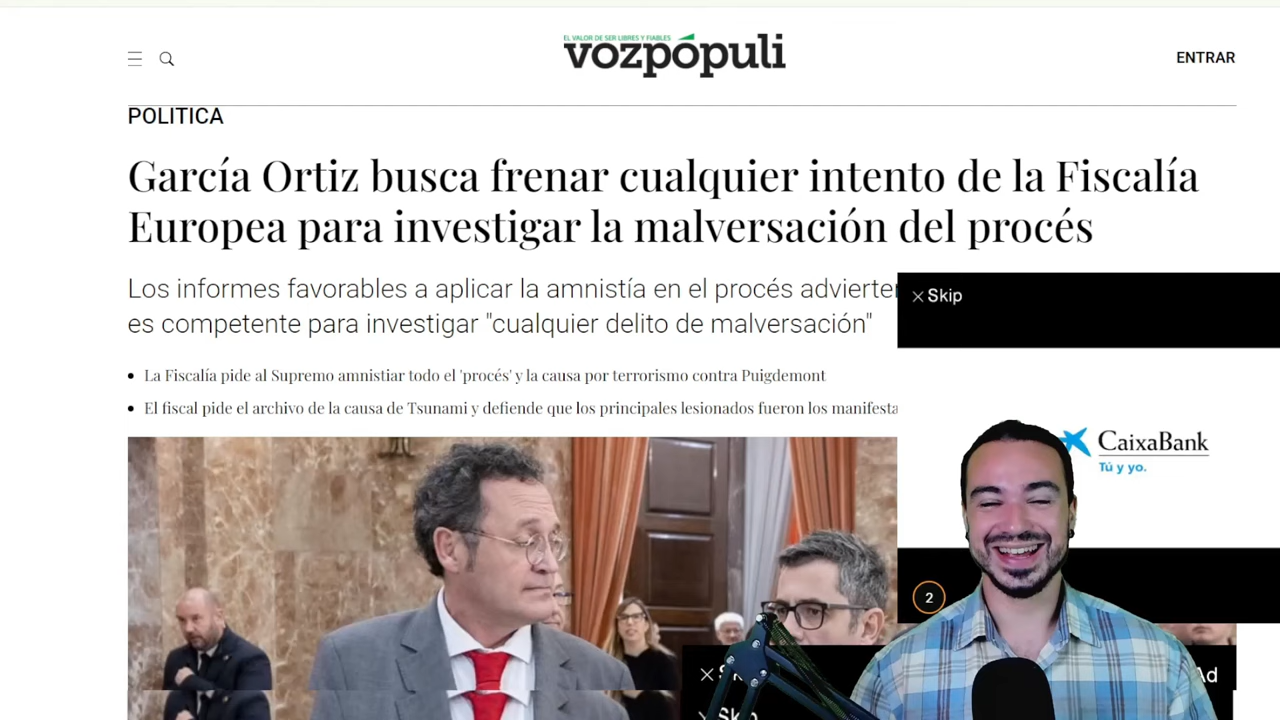 EL VALOR DE SER LIBRES Y FIABLES
vozpópuli
ENTRAR
POLITICA
García Ortiz busca frenar cualquier intento de la Fiscalía
Europea para investigar la malversación del procés
Los informes favorables a aplicar la amnistía en el procés advierten
es competente para investigar "cualquier delito de malversación"
La Fiscalía pide al Supremo amnistiar todo el 'procés' y la causa por terrorismo contra Puigdemont
El fiscal pide el archivo de la causa de Tsunami y defiende que los principales lesionados fueron los manifesta
Skip
CaixaBank
Tú y yo.
2
Ad
Skip